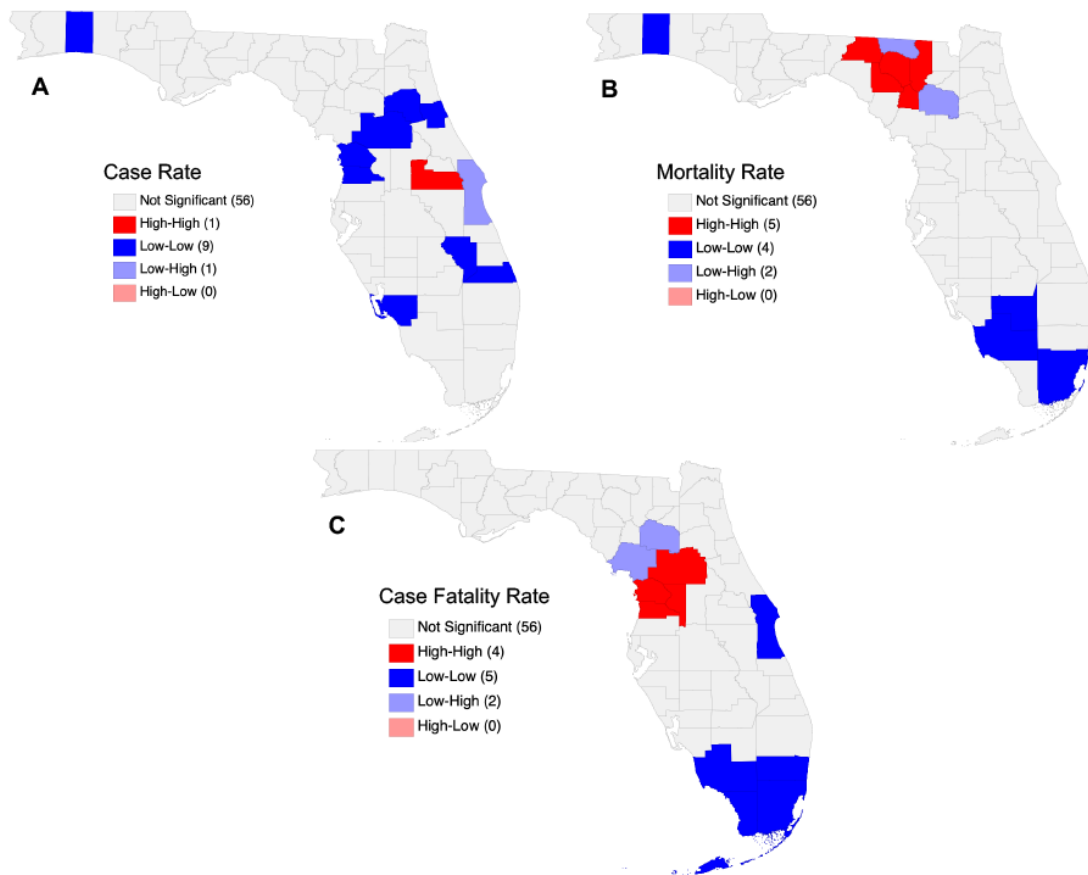 A
Case Rate
Not Significant (56)
High-High (1)
Low-Low (9)
Low-High (1)
High-Low (0)
B
Mortality Rate
Not Significant (56)
High-High (5)
Low-Low (4)
Low-High (2)
High-Low (0)
C
Case Fatality Rate
Not Significant (56)
High-High (4)
Low-Low (5)
Low-High (2)
High-Low (0)